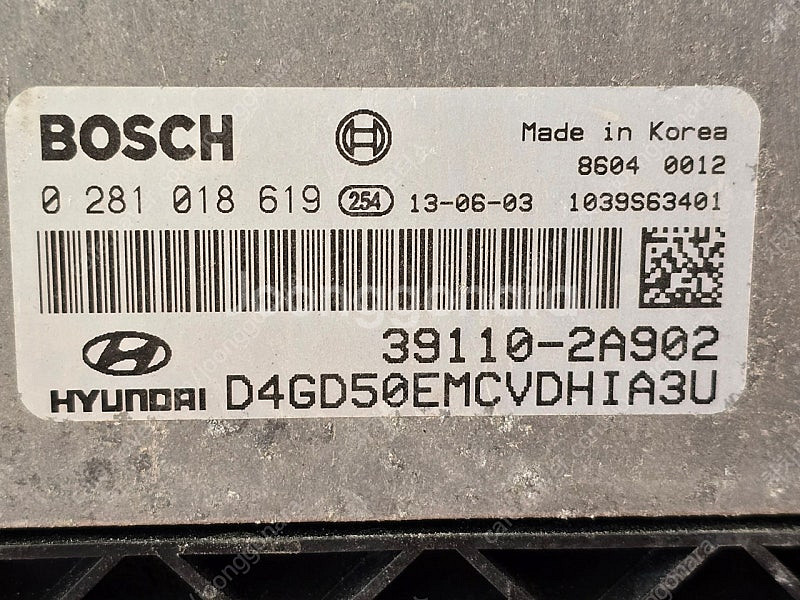 BOSCH Made in Korea
8604 0012
0 281 018 619 254 13-06-03 1039S63401
39110-2A902
HYUNDAI D4GD50EMCVDHIA3U
joonggonara